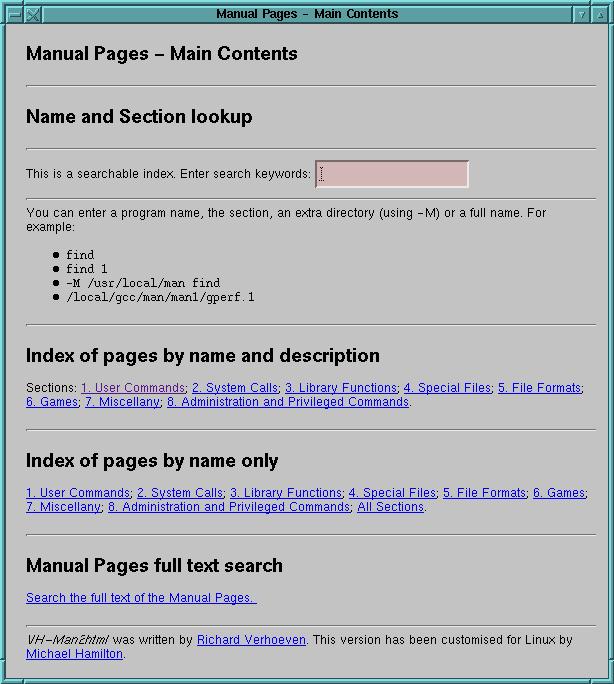 Manual Pages - Main Contents
Manual Pages – Main Contents
Name and Section lookup
This is a searchable index. Enter search keywords:
You can enter a program name, the section, an extra directory (using -M) or a full name. For
example:
find
find 1
-M /usr/local/man find
/local/gcc/man/man1/gperf.1
Index of pages by name and description
Sections: 1. User Commands; 2. System Calls; 3. Library Functions; 4. Special Files; 5. File Formats;
6. Games; 7. Miscellany; 8. Administration and Privileged Commands.
Index of pages by name only
1. User Commands; 2. System Calls; 3. Library Functions; 4. Special Files; 5. File Formats; 6. Games;
7. Miscellany; 8. Administration and Privileged Commands; All Sections.
Manual Pages full text search
Search the full text of the Manual Pages.
VH-Man2html was written by Richard Verhoeven. This version has been customised for Linux by
Michael Hamilton.